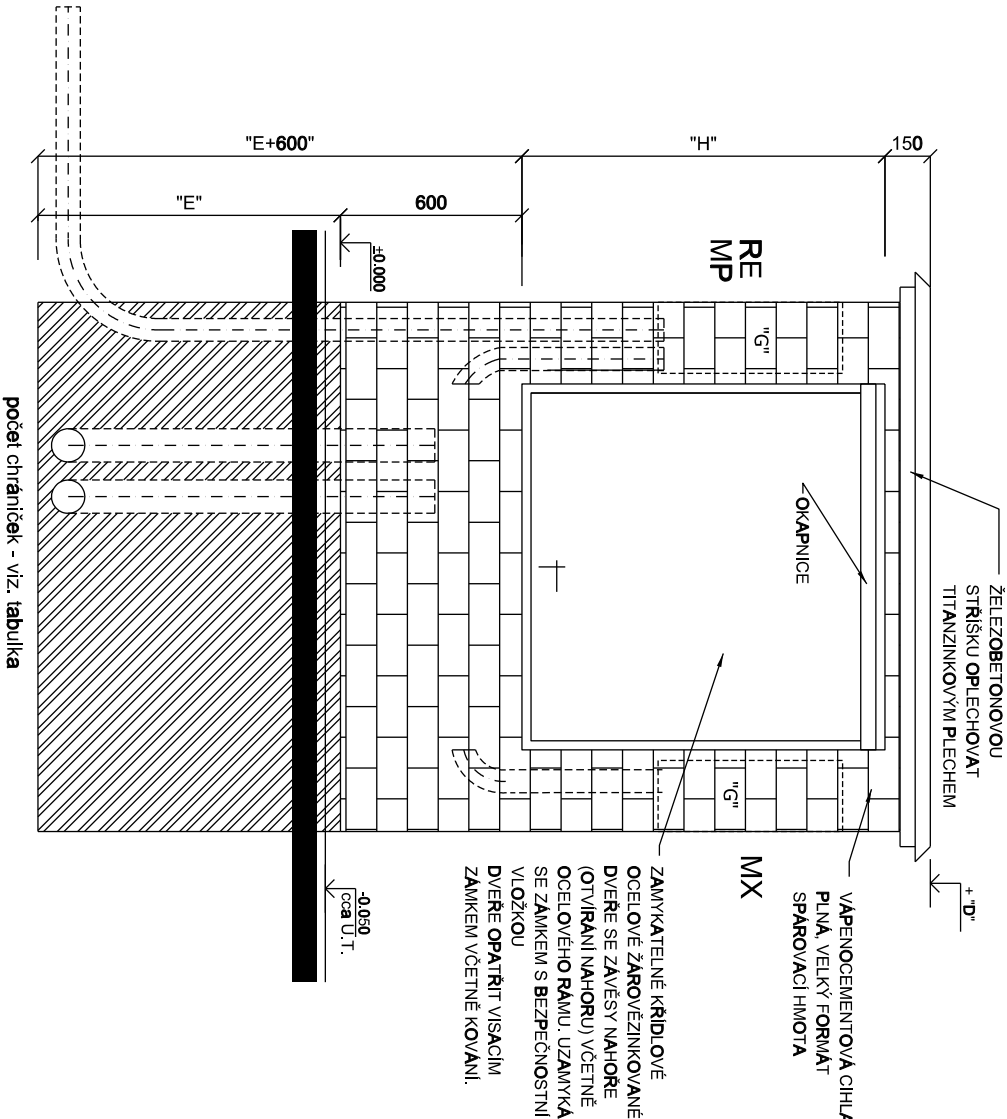 ŽELEZOBETONOVOU
STŘÍŠKU OPLECHOVAT
TITANZINKOVÝM PLECHEM
+ "D"
150
"H"
"E+600"
600
"E"
RE
MP
MX
"G"
"G"
OKAPNICE
VÁPENOCEMENTOVÁ CIHLA
PLNÁ, VELKÝ FORMÁT
SPÁROVACÍ HMOTA
ZAMYKATELNÉ KŘÍDLOVÉ
OCELOVÉ ŽÁROVĚZINKOVANÉ
DVEŘE SE ZÁVĚSY NAHOŘE
(OTVÍRÁNÍ NAHORU) VČETNĚ
OCELOVÉHO RÁMU. UZAMYKÁ
SE ZÁMKEM S BEZPEČNOSTNÍ
VLOŽKOU
DVEŘE OPATŘIT VISACÍM
ZÁMKEM VČETNĚ KOVÁNÍ.
±0.000
-0.050
cca U.T.
počet chrániček - viz. tabulka